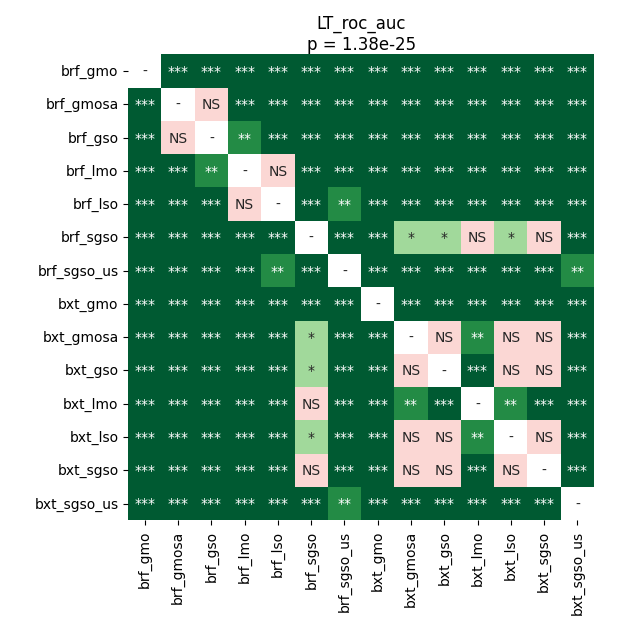 LT_roc_auc
p = 1.38e-25
brf_gmo - *** *** *** *** *** *** *** *** *** *** *** *** ***
brf_gmosa *** - NS *** *** *** *** *** *** *** *** *** *** ***
brf_gso *** NS - ** *** *** *** *** *** *** *** *** *** ***
brf_lmo *** *** ** - NS *** *** *** *** *** *** *** *** ***
brf_lso *** *** *** NS - *** ** *** *** *** *** *** *** ***
brf_sgso *** *** *** *** *** - *** *** * * NS * NS ***
brf_sgso_us *** *** *** *** ** *** - *** *** *** *** *** *** **
bxt_gmo *** *** *** *** *** *** *** - *** *** *** *** *** ***
bxt_gmosa *** *** *** *** *** * *** *** - NS ** NS NS ***
bxt_gso *** *** *** *** *** * *** *** NS - *** NS NS ***
bxt_lmo *** *** *** *** *** NS *** *** ** *** - ** *** ***
bxt_lso *** *** *** *** *** * *** *** NS NS ** - NS ***
bxt_sgso *** *** *** *** *** NS *** *** NS NS *** NS - ***
bxt_sgso_us *** *** *** *** *** *** ** *** *** *** *** *** *** -
brf_gmo
brf_gmosa
brf_gso
brf_lmo
brf_lso
brf_sgso
brf_sgso_us
bxt_gmo
bxt_gmosa
bxt_gso
bxt_lmo
bxt_lso
bxt_sgso
bxt_sgso_us